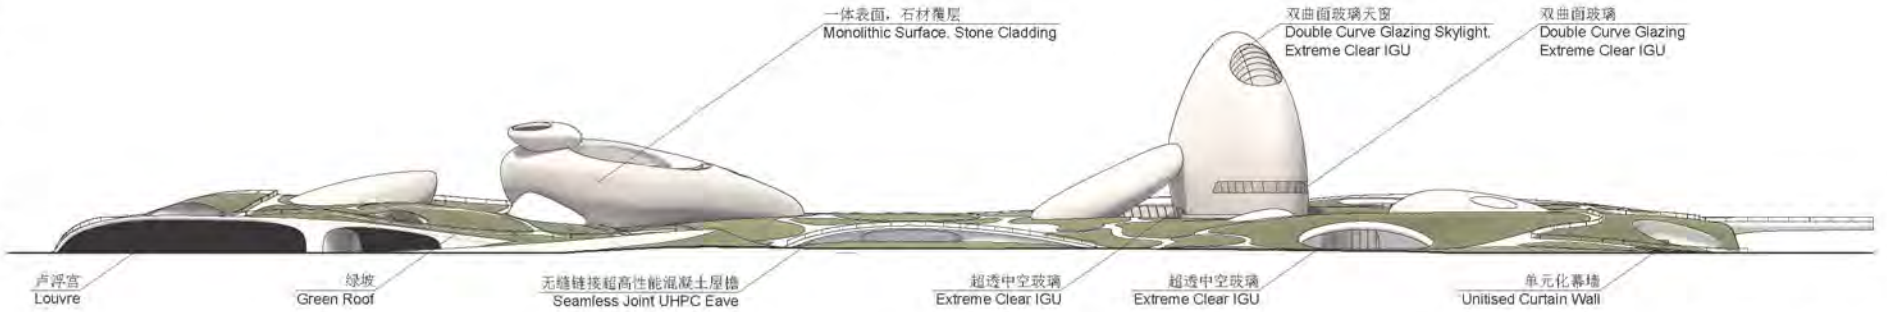 一体表面，石材覆层
Monolithic Surface. Stone Cladding
双曲面玻璃天窗
Double Curve Glazing Skylight.
Extreme Clear IGU
双曲面玻璃
Double Curve Glazing
Extreme Clear IGU
卢浮宫
Louvre
绿坡
Green Roof
无缝链接超高性能混凝土屋檐
Seamless Joint UHPC Eave
超透中空玻璃
Extreme Clear IGU
超透中空玻璃
Extreme Clear IGU
单元化幕墙
Unitised Curtain Wall